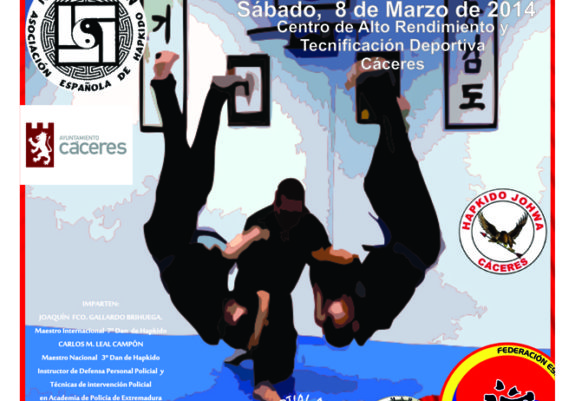 Sábado, 8 de Marzo de 2014
Centro de Alto Rendimiento y
Tecnificación Deportiva
Cáceres
ASOCIACIÓN ESPAÑOLA DE HAPKIDO
AYUNTAMIENTO
cáceres
심
도
HAPKIDO JOHWA
CÁCERES
IMPARTEN:
JOAQUÍN FCO. GALLARDO BRIHUEGA.
Maestro Internacional 7º Dan de Hapkido
CARLOS M. LEAL CAMPÓN
Maestro Nacional 3º Dan de Hapkido
Instructor de Defensa Personal Policial y
Técnicas de intervención Policial
en Academia de Policía de Extremadura
FEDERACIÓN